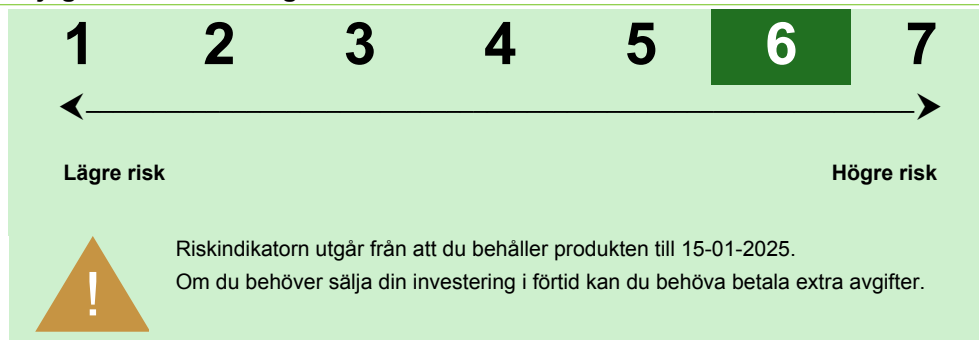 1 2 3 4 5 6 7
Lägre risk Högre risk
!
Riskindikatorn utgår från att du behåller produkten till 15-01-2025.
Om du behöver sälja din investering i förtid kan du behöva betala extra avgifter.